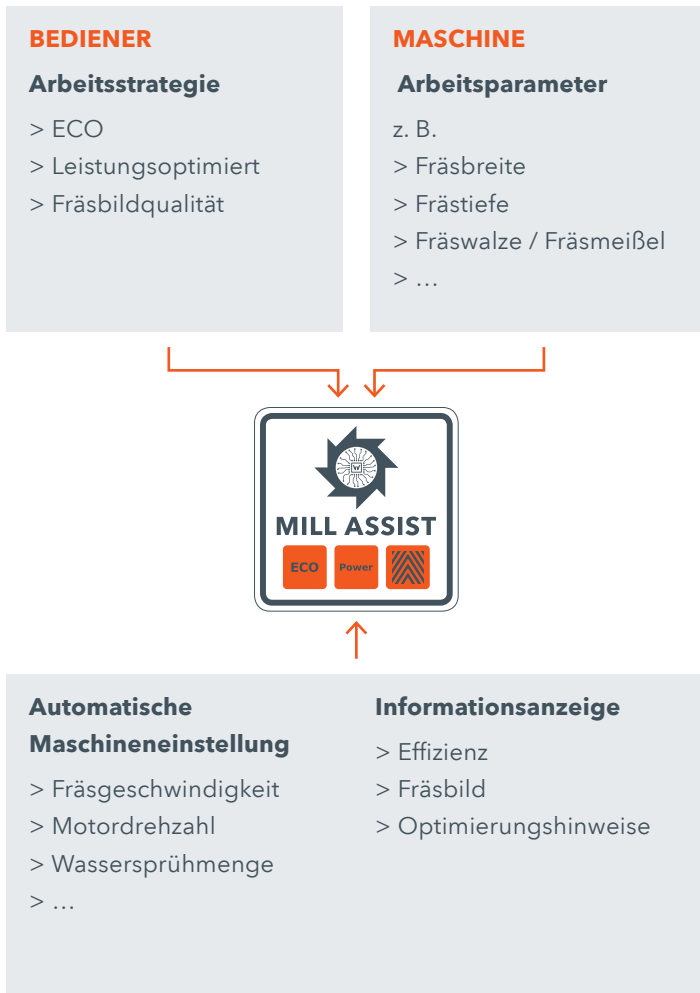 BEDIENER
Arbeitsstrategie
> ECO
> Leistungsoptimiert
> Fräsbildqualität
MASCHINE
Arbeitsparameter
z. B.
> Fräsbreite
> Frästiefe
> Fräswalze / Fräsmeißel
> …
MILL ASSIST
ECO
Power
Automatische
Maschineneinstellung
> Fräsgeschwindigkeit
> Motordrehzahl
> Wassersprühmenge
> …
Informationsanzeige
> Effizienz
> Fräsbild
> Optimierungshinweise